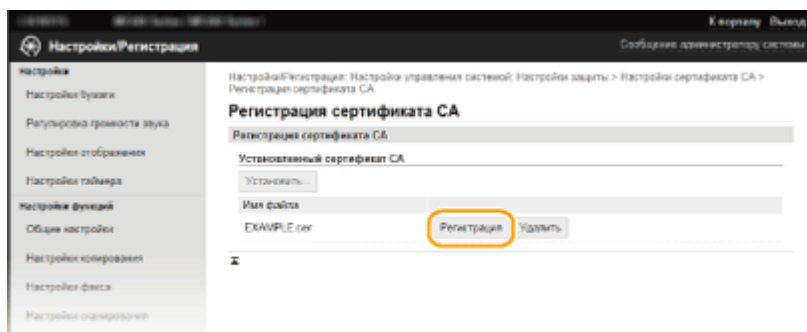 К порталу Выход
Настройки/Регистрация
Сообщение администратору системы
Настройки
Настройки бумаги
Регулировка громкости звука
Настройки отображения
Настройки таймера
Настройки функций
Общие настройки
Настройки копирования
Настройки факса
Настройки сканирования
Настройки/Регистрация: Настройки управления системой: Настройки защиты > Настройки сертификата CA >
Регистрация сертификата CA
Регистрация сертификата CA
Регистрация сертификата CA
Установленный сертификат CA
Установить...
Имя файла
EXAMPLE.cer
Регистрация
Удалить